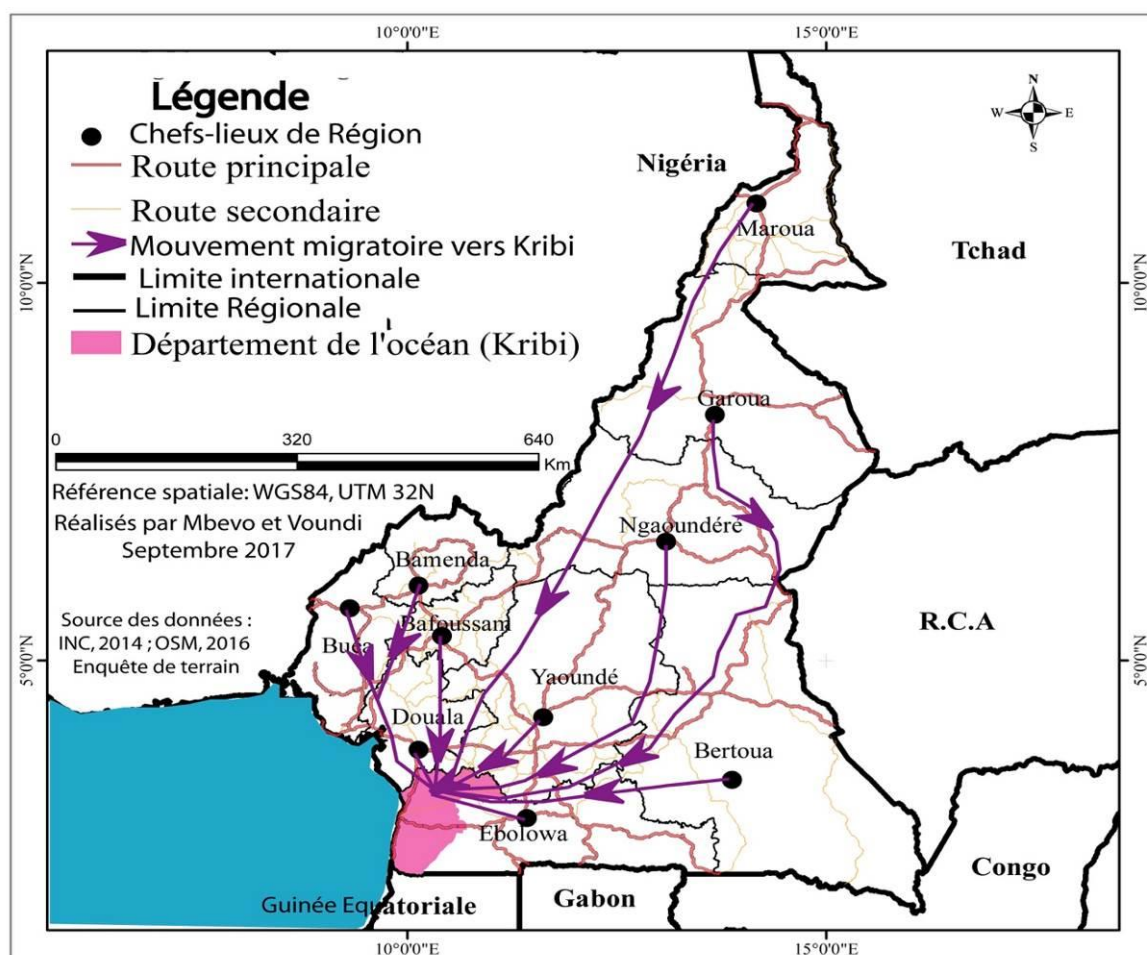 10°0'0"E
15°0'0"E
Légende
Chefs-lieux de Région
Route principale
Route secondaire
Mouvement migratoire vers Kribi
Limite internationale
Limite Régionale
Département de l'océan (Kribi)
0
320
640
Km
Référence spatiale: WGS84, UTM 32N
Réalisés par Mbevo et Voundi
Septembre 2017
Source des données :
INC, 2014 ; OSM, 2016
Enquête de terrain
N
W
E
S
Nigéria
Maroua
Tchad
10°0'0"N
10°0'0"N
Garoua
Ngaoundéré
Bamenda
Bafoussam
Buea
R.C.A
5°0'0"N
5°0'0"N
Yaoundé
Douala
Bertoua
Ebolowa
Congo
Gabon
Guinée Equatoriale
10°0'0"E
15°0'0"E